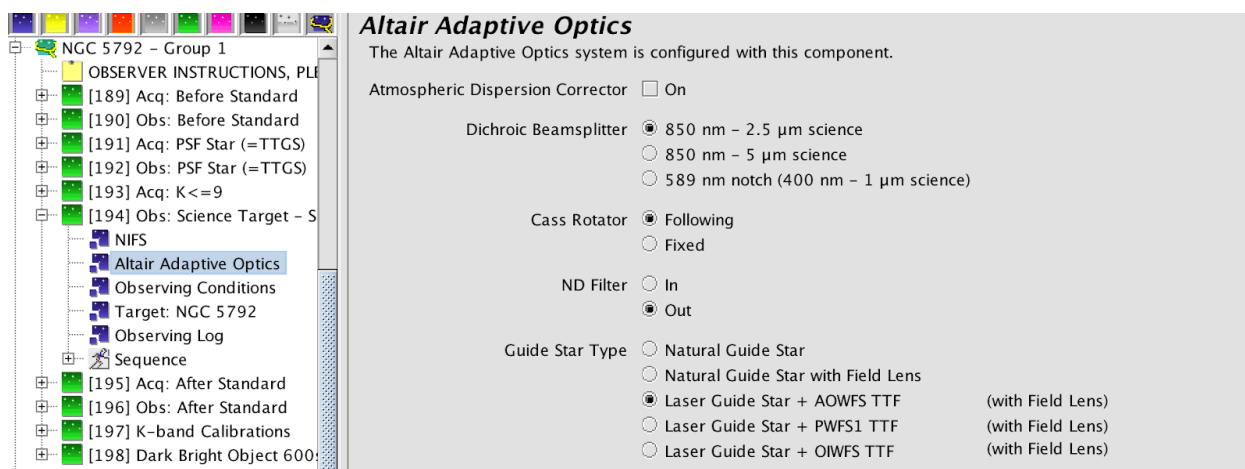 NGC 5792 – Group 1
OBSERVER INSTRUCTIONS, PLE
[189] Acq: Before Standard
[190] Obs: Before Standard
[191] Acq: PSF Star (=TTGS)
[192] Obs: PSF Star (=TTGS)
[193] Acq: K<=9
[194] Obs: Science Target – S
NIFS
Altair Adaptive Optics
Observing Conditions
Target: NGC 5792
Observing Log
Sequence
[195] Acq: After Standard
[196] Obs: After Standard
[197] K-band Calibrations
[198] Dark Bright Object 600s
Altair Adaptive Optics
The Altair Adaptive Optics system is configured with this component.
Atmospheric Dispersion Corrector On
Dichroic Beamsplitter 850 nm – 2.5 µm science
850 nm – 5 µm science
589 nm notch (400 nm – 1 µm science)
Cass Rotator Following
Fixed
ND Filter In
Out
Guide Star Type Natural Guide Star
Natural Guide Star with Field Lens
Laser Guide Star + AOWFS TTF (with Field Lens)
Laser Guide Star + PWFS1 TTF (with Field Lens)
Laser Guide Star + OIWFS TTF (with Field Lens)